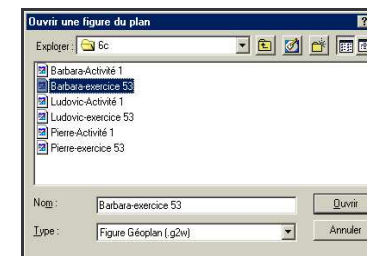 Ouvrir une figure du plan
Explorer : 6c
Barbara-Activité 1
Barbara-exercice 53
Ludovic-Activité 1
Ludovic-exercice 53
Pierre-Activité 1
Pierre-exercice 53
Nom : Barbara-exercice 53 Ouvrir
Type : Figure Géoplan (.g2w) Annuler